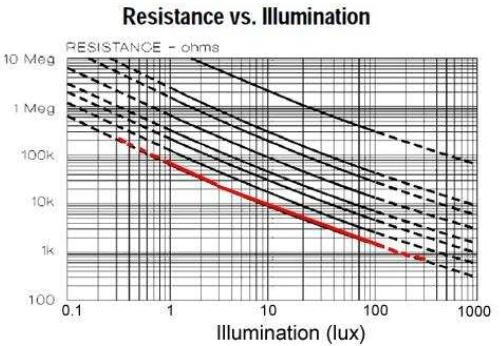 Resistance vs. Illumination
RESISTANCE - ohms
10 Meg
1 Meg
100k
10k
1k
100
0.1 1 10 100 1000
Illumination (lux)